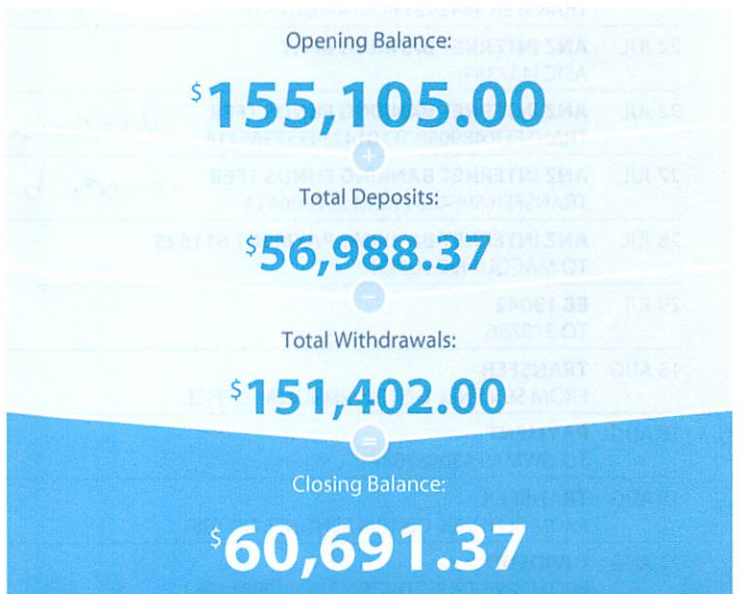 Opening Balance:
$155,105.00
+
Total Deposits:
$56,988.37
-
Total Withdrawals:
$151,402.00
=
Closing Balance:
$60,691.37